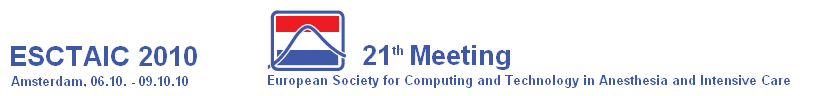 ESCTAIC 2010
Amsterdam, 06.10. - 09.10.10
21th Meeting
European Society for Computing and Technology in Anesthesia and Intensive Care